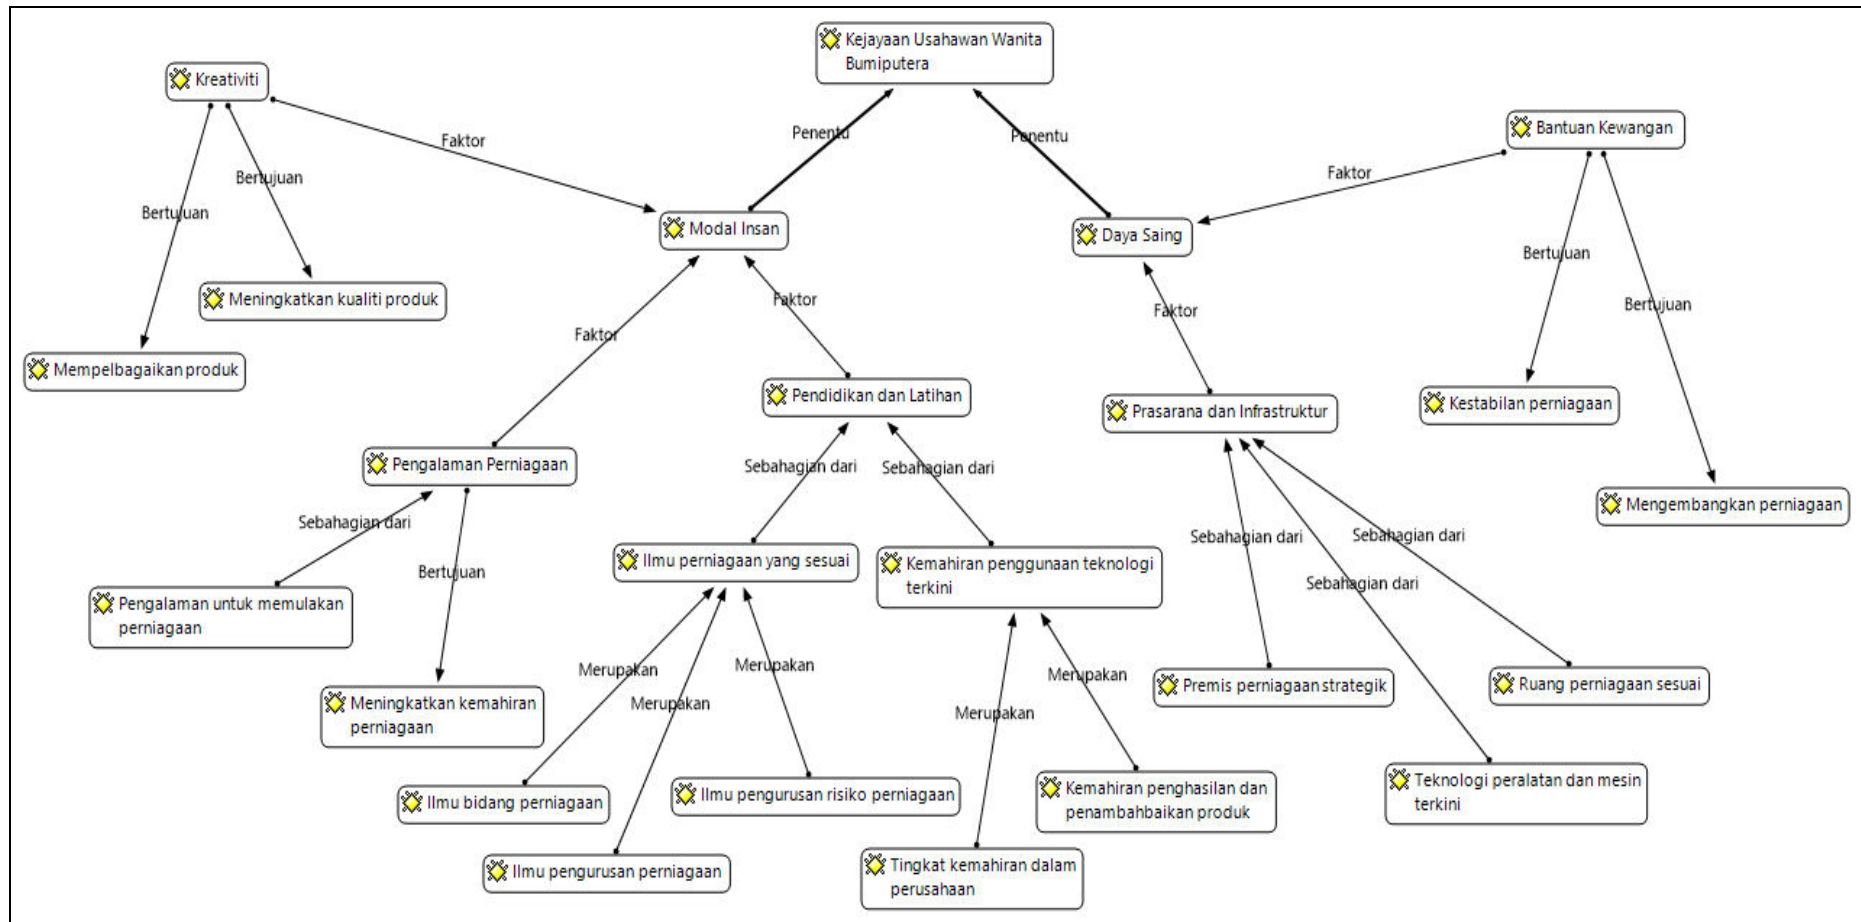 Kejayaan Usahawan Wanita
Bumiputera
Kreativiti
Bantuan Kewangan
Penentu
Penentu
Faktor
Faktor
Bertujuan
Bertujuan
Modal Insan
Daya Saing
Bertujuan
Meningkatkan kualiti produk
Faktor
Faktor
Bertujuan
Faktor
Mempelbagaikan produk
Pendidikan dan Latihan
Prasarana dan Infrastruktur
Kestabilan perniagaan
Pengalaman Perniagaan
Sebahagian dari
Sebahagian dari
Mengembangkan perniagaan
Sebahagian dari
Sebahagian dari
Sebahagian dari
Ilmu perniagaan yang sesuai
Kemahiran penggunaan teknologi
terkini
Bertujuan
Sebahagian dari
Pengalaman untuk memulakan
perniagaan
Merupakan
Merupakan
Merupakan
Merupakan
Merupakan
Premis perniagaan strategik
Ruang perniagaan sesuai
Meningkatkan kemahiran
perniagaan
Ilmu bidang perniagaan
Ilmu pengurusan risiko perniagaan
Kemahiran penghasilan dan
penambahbaikan produk
Teknologi peralatan dan mesin
terkini
Ilmu pengurusan perniagaan
Tingkat kemahiran dalam
perusahaan